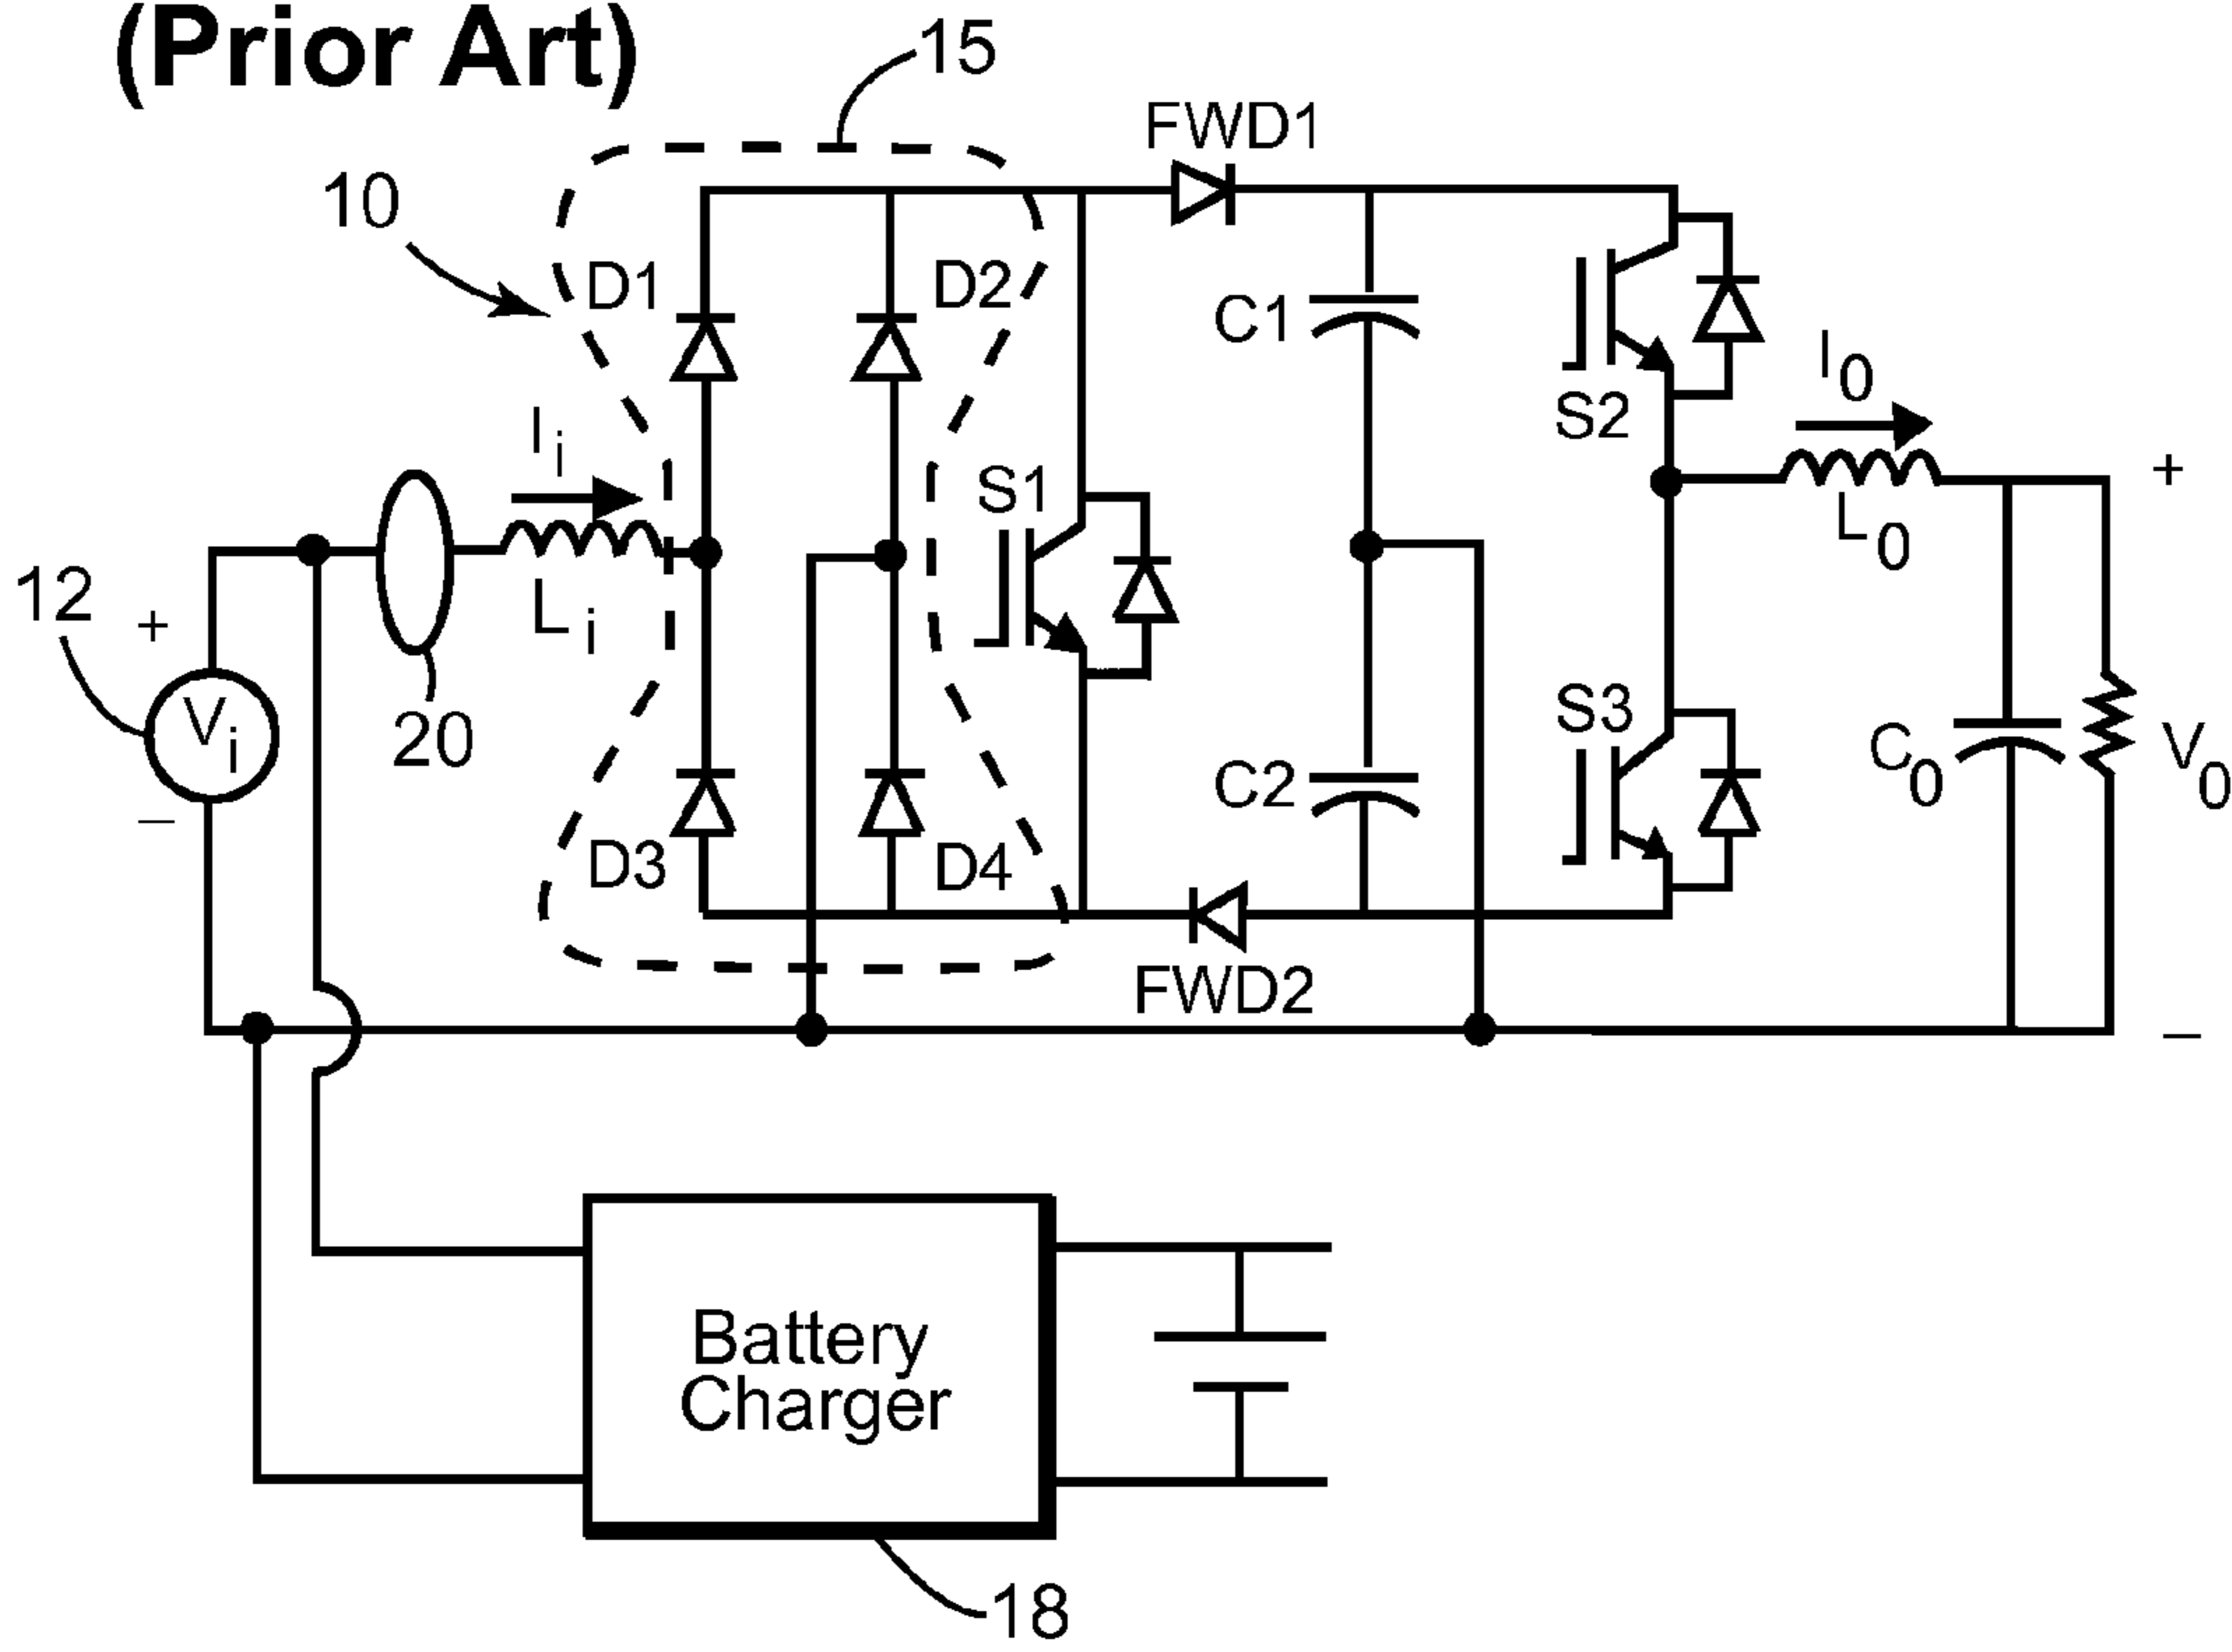 (Prior Art)
15
FWD1
10
D1
D2
C1
S2
I0
Ii
S1
L0
12
+
+
Li
Vi
20
S3
C0
V0
C2
−
D3
D4
FWD2
−
Battery
Charger
18